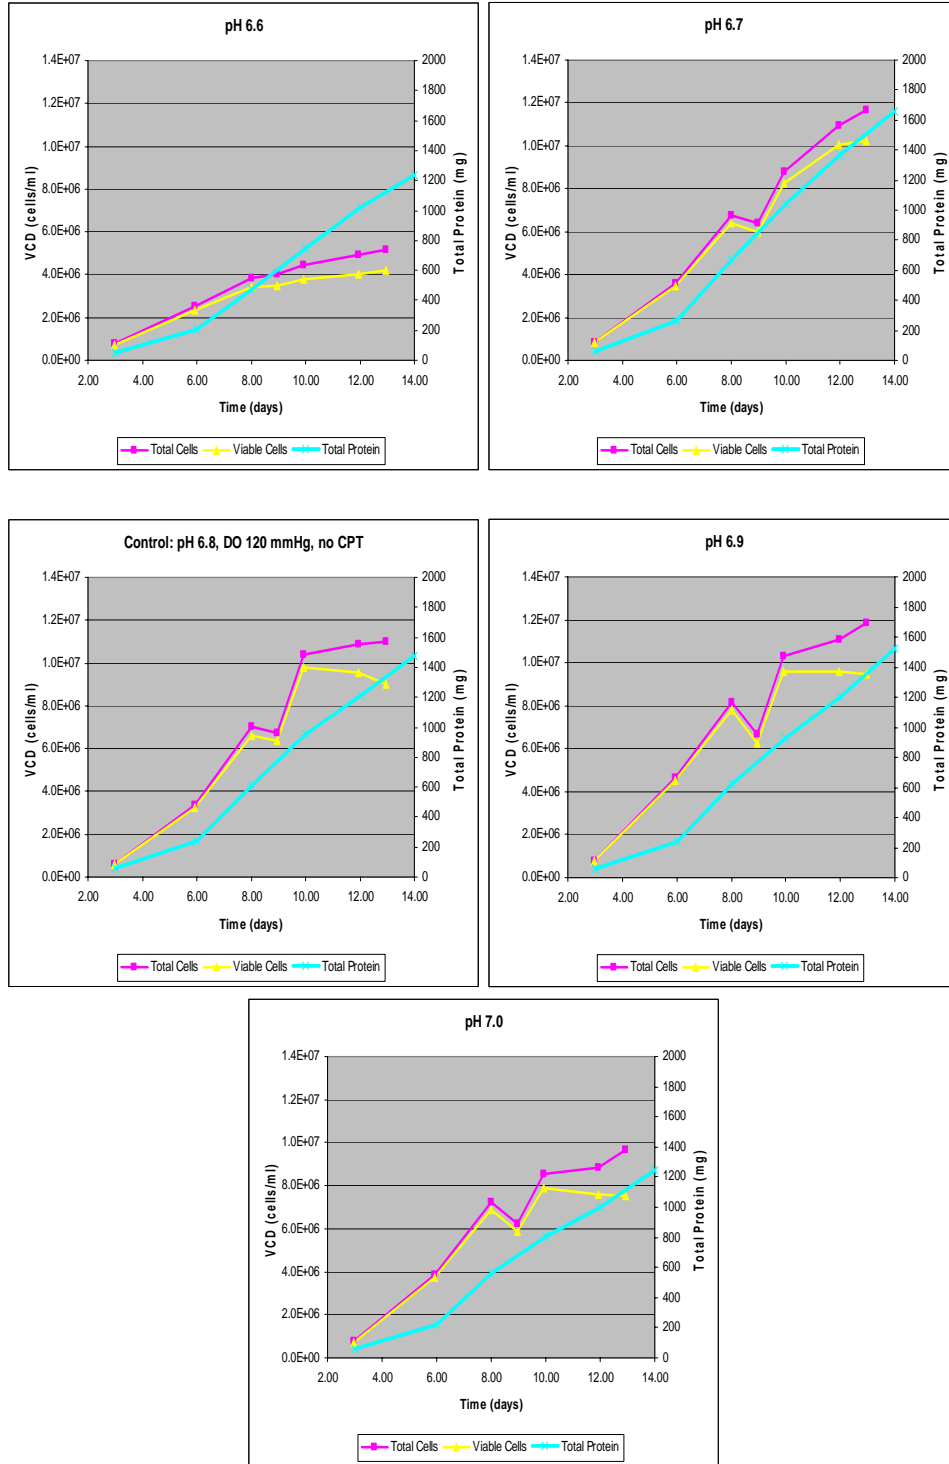 pH 6.6
1.4E+07
1.2E+07
1.0E+07
8.0E+06
6.0E+06
4.0E+06
2.0E+06
0.0E+00
VCD (cells/ml)
2000
1800
1600
1400
1200
1000
800
600
400
200
0
Total Protein (mg)
2.00 4.00 6.00 8.00 10.00 12.00 14.00
Time (days)
Total Cells Viable Cells Total Protein
pH 6.7
1.4E+07
1.2E+07
1.0E+07
8.0E+06
6.0E+06
4.0E+06
2.0E+06
0.0E+00
VCD (cells/ml)
2000
1800
1600
1400
1200
1000
800
600
400
200
0
Total Protein (mg)
2.00 4.00 6.00 8.00 10.00 12.00 14.00
Time (days)
Total Cells Viable Cells Total Protein
Control: pH 6.8, DO 120 mmHg, no CPT
1.4E+07
1.2E+07
1.0E+07
8.0E+06
6.0E+06
4.0E+06
2.0E+06
0.0E+00
VCD (cells/ml)
2000
1800
1600
1400
1200
1000
800
600
400
200
0
Total Protein (mg)
2.00 4.00 6.00 8.00 10.00 12.00 14.00
Time (days)
Total Cells Viable Cells Total Protein
pH 6.9
1.4E+07
1.2E+07
1.0E+07
8.0E+06
6.0E+06
4.0E+06
2.0E+06
0.0E+00
VCD (cells/ml)
2000
1800
1600
1400
1200
1000
800
600
400
200
0
Total Protein (mg)
2.00 4.00 6.00 8.00 10.00 12.00 14.00
Time (days)
Total Cells Viable Cells Total Protein
pH 7.0
1.4E+07
1.2E+07
1.0E+07
8.0E+06
6.0E+06
4.0E+06
2.0E+06
0.0E+00
VCD (cells/ml)
2000
1800
1600
1400
1200
1000
800
600
400
200
0
Total Protein (mg)
2.00 4.00 6.00 8.00 10.00 12.00 14.00
Time (days)
Total Cells Viable Cells Total Protein